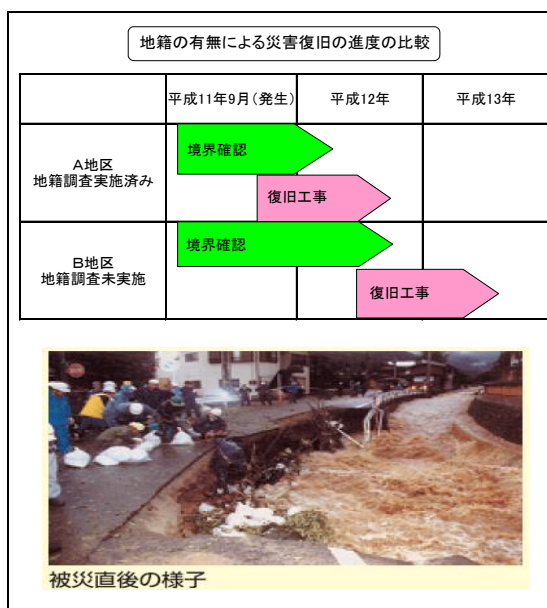 地籍の有無による災害復旧の進度の比較
平成11年9月(発生)
平成12年
平成13年
A地区
地籍調査実施済み
境界確認
復旧工事
B地区
地籍調査未実施
境界確認
復旧工事
被災直後の様子